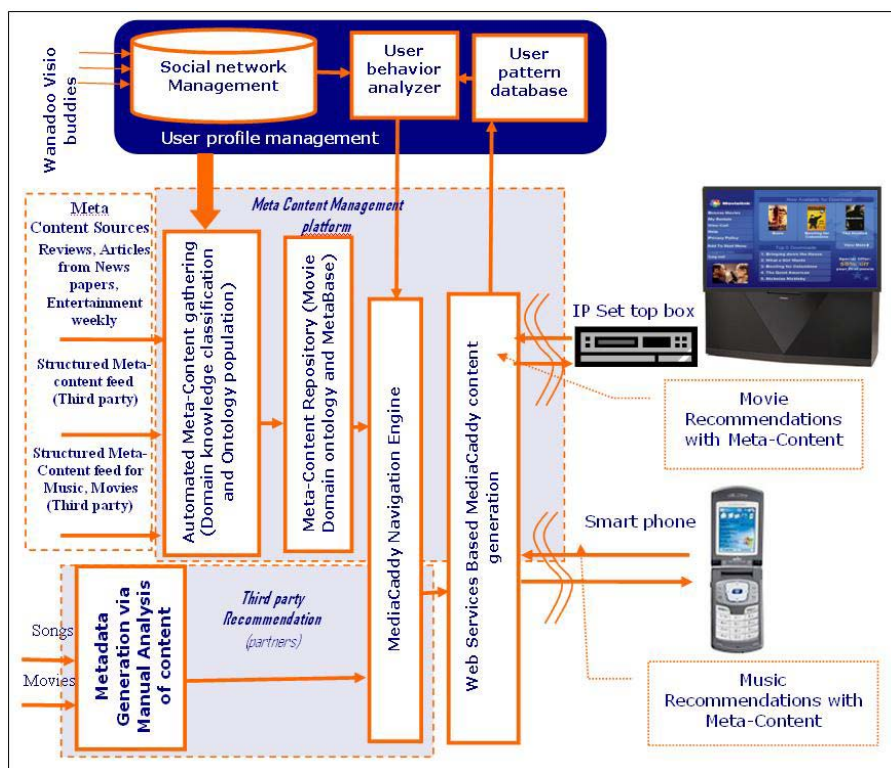 Wanadoo Visio
buddies
Social network
Management
User
behavior
analyzer
User
pattern
database
User profile management
Meta
Content Sources
Reviews, Articles
from News
papers,
Entertainment
weekly
Structured Meta-
content feed
(Third party)
Structured Meta-
Content feed for
Music, Movies
(Third party)
Meta Content Management
platform
Automated Meta-Content gathering
(Domain knowledge classification
and Ontology population)
Meta-Content Repository (Movie
Domain ontology and MetaBase)
MediaCaddy Navigation Engine
Web Services Based MediaCaddy content
generation
IP Set top box
Movie
Recommendations
with Meta-Content
Smart phone
Music
Recommendations with
Meta-Content
Songs
Movies
Metadata
Generation via
Manual Analysis
of content
Third party
Recommendation
(partners)